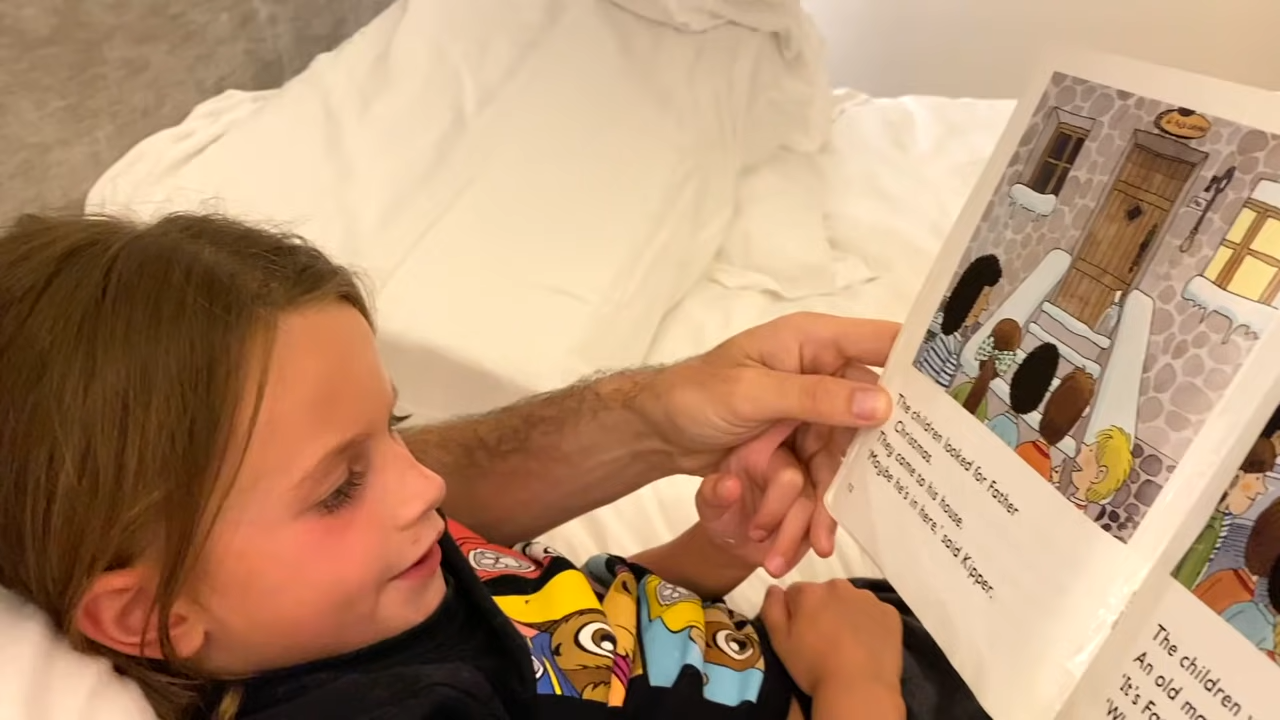 The children looked for Father
Christmas.
They came to his house.
'Maybe he's in here,' said Kipper.
12
The children
An old m
'It's Fa
'W